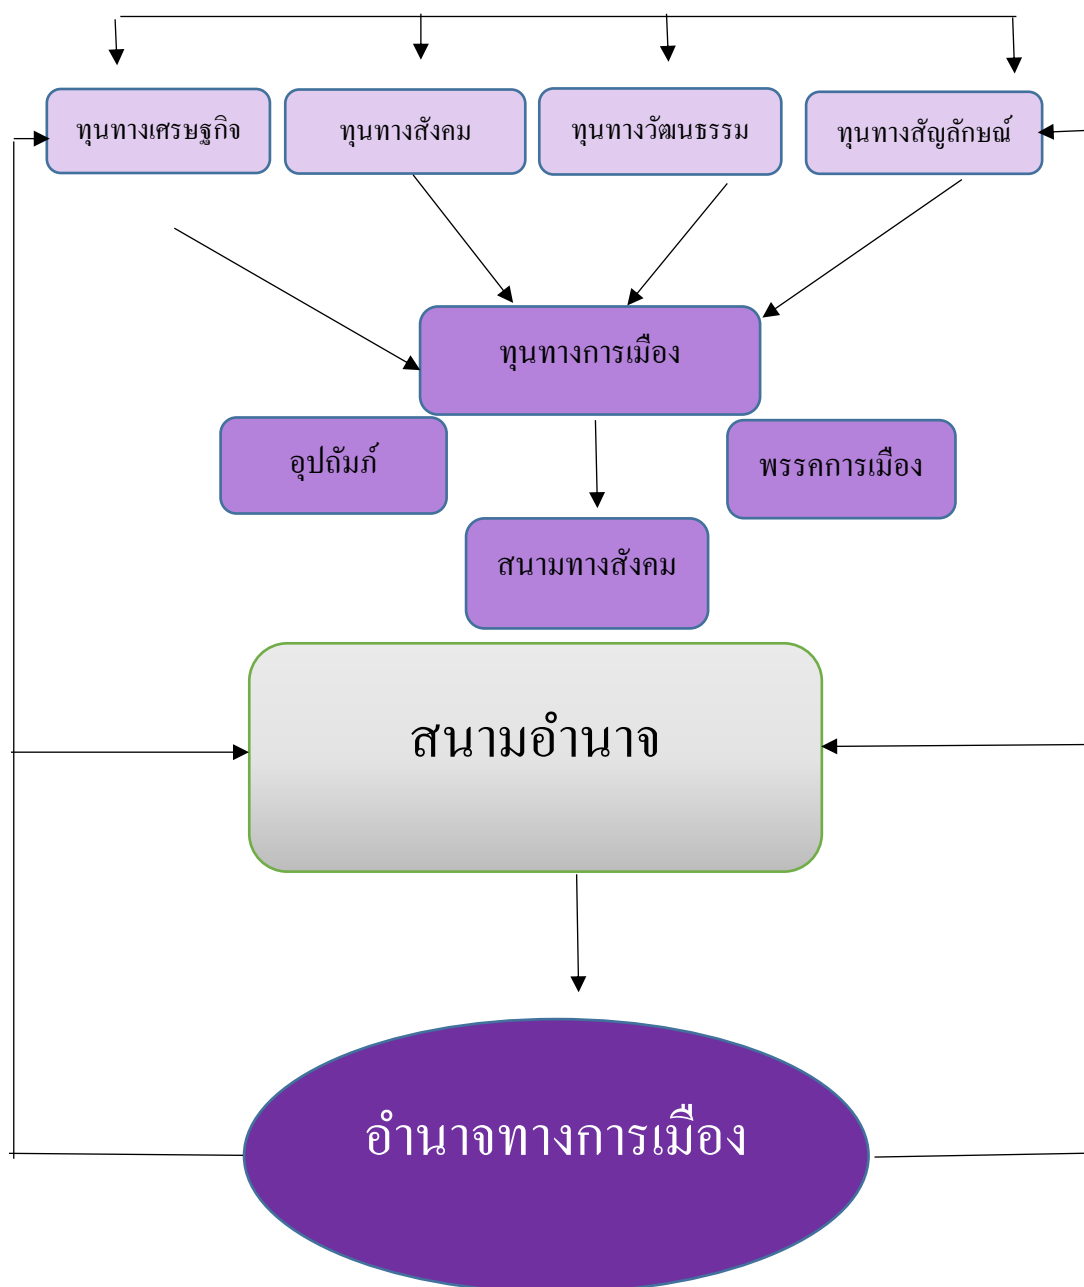 ทุนทางเศรษฐกิจ
ทุนทางสังคม
ทุนทางวัฒนธรรม
ทุนทางสัญลักษณ์
ทุนทางการเมือง
อุปถัมภ์
พรรคการเมือง
สนามทางสังคม
สนามอำนาจ
อำนาจทางการเมือง